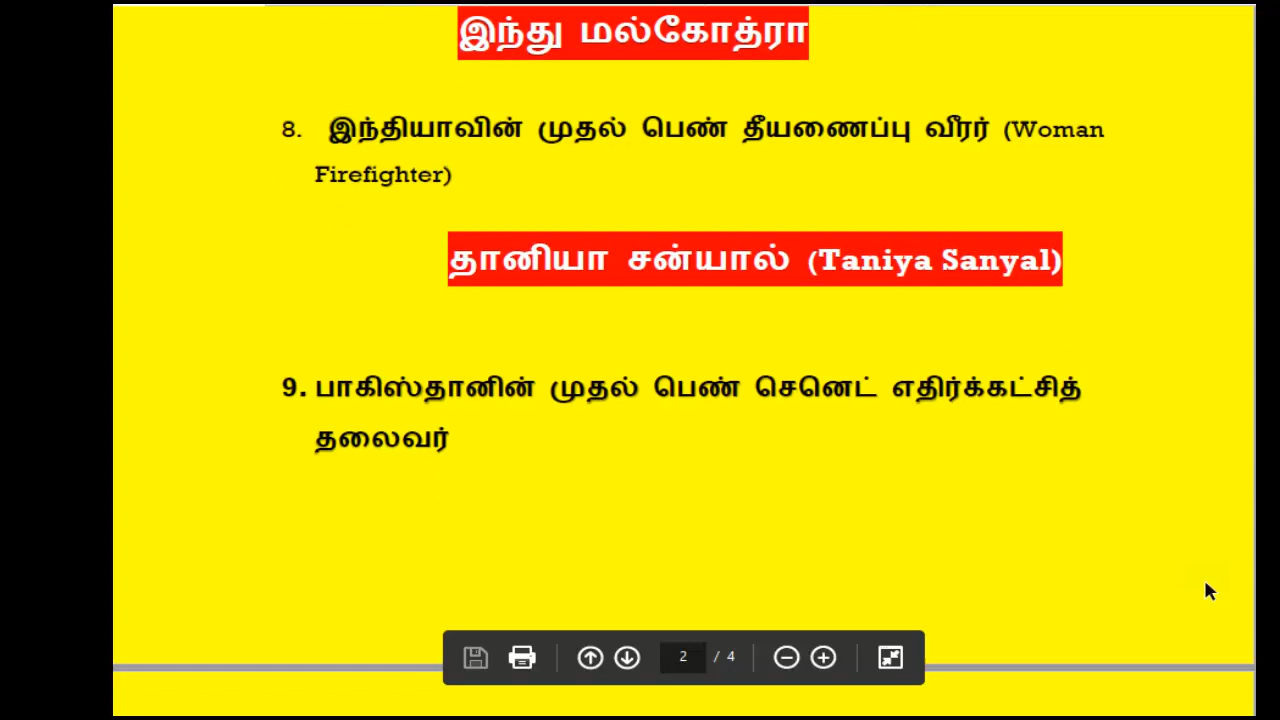 இந்து மல்கோத்ரா
8. இந்தியாவின் முதல் பெண் தீயணைப்பு வீரர் (Woman
Firefighter)
தானியா சன்யால் (Taniya Sanyal)
9. பாகிஸ்தானின் முதல் பெண் செனெட் எதிர்க்கட்சித்
தலைவர்
2 / 4